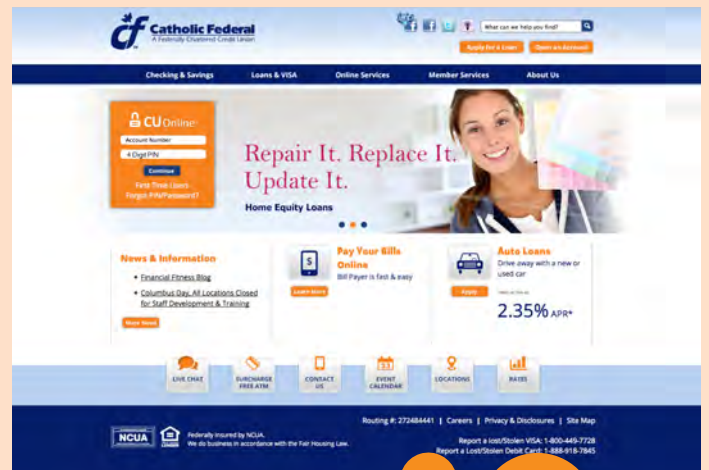 Catholic Federal
A Federally Chartered Credit Union
What can we help you find?
Apply for a Loan
Open an Account
Checking & Savings
Loans & VISA
Online Services
Member Services
About Us
CU Online
Account Number
4 Digit PIN
Continue
First Time Users
Forgot PIN/Password?
Repair It. Replace It.
Update It.
Home Equity Loans
News & Information
Financial Fitness Blog
Columbus Day, All Locations Closed
for Staff Development & Training
Read More
Pay Your Bills
Online
Bill Payer is fast & easy
Learn More
Auto Loans
Drive away with a new or
used car
Apply
2.35% APR*
LIVE CHAT
SURCHARGE
FREE ATM
CONTACT
US
EVENT
CALENDAR
LOCATIONS
RATES
Routing #: 272484441 | Careers | Privacy & Disclosures | Site Map
NCUA
Federally insured by NCUA.
We do business in accordance with the Fair Housing Law.
Report a lost/Stolen VISA: 1-800-449-7728
Report a Lost/Stolen Debit Card: 1-888-918-7845